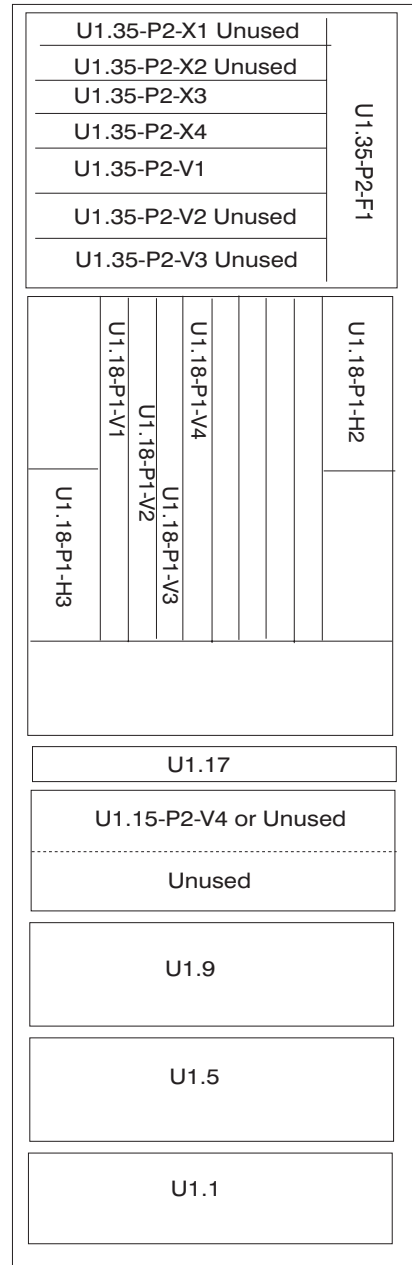 U1.35-P2-X1 Unused
U1.35-P2-X2 Unused
U1.35-P2-X3
U1.35-P2-X4
U1.35-P2-V1
U1.35-P2-V2 Unused
U1.35-P2-V3 Unused
U1.35-P2-F1
U1.18-P1-H3
U1.18-P1-V1
U1.18-P1-V2
U1.18-P1-V3
U1.18-P1-V4
U1.18-P1-H2
U1.17
U1.15-P2-V4 or Unused
Unused
U1.9
U1.5
U1.1